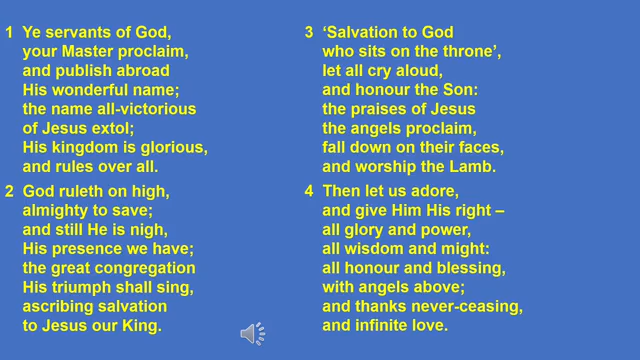 1 Ye servants of God,
your Master proclaim,
and publish abroad
His wonderful name;
the name all-victorious
of Jesus extol;
His kingdom is glorious,
and rules over all.
2 God ruleth on high,
almighty to save;
and still He is nigh,
His presence we have;
the great congregation
His triumph shall sing,
ascribing salvation
to Jesus our King.
3 ‘Salvation to God
who sits on the throne’,
let all cry aloud,
and honour the Son:
the praises of Jesus
the angels proclaim,
fall down on their faces,
and worship the Lamb.
4 Then let us adore,
and give Him His right –
all glory and power,
all wisdom and might:
all honour and blessing,
with angels above;
and thanks never-ceasing,
and infinite love.